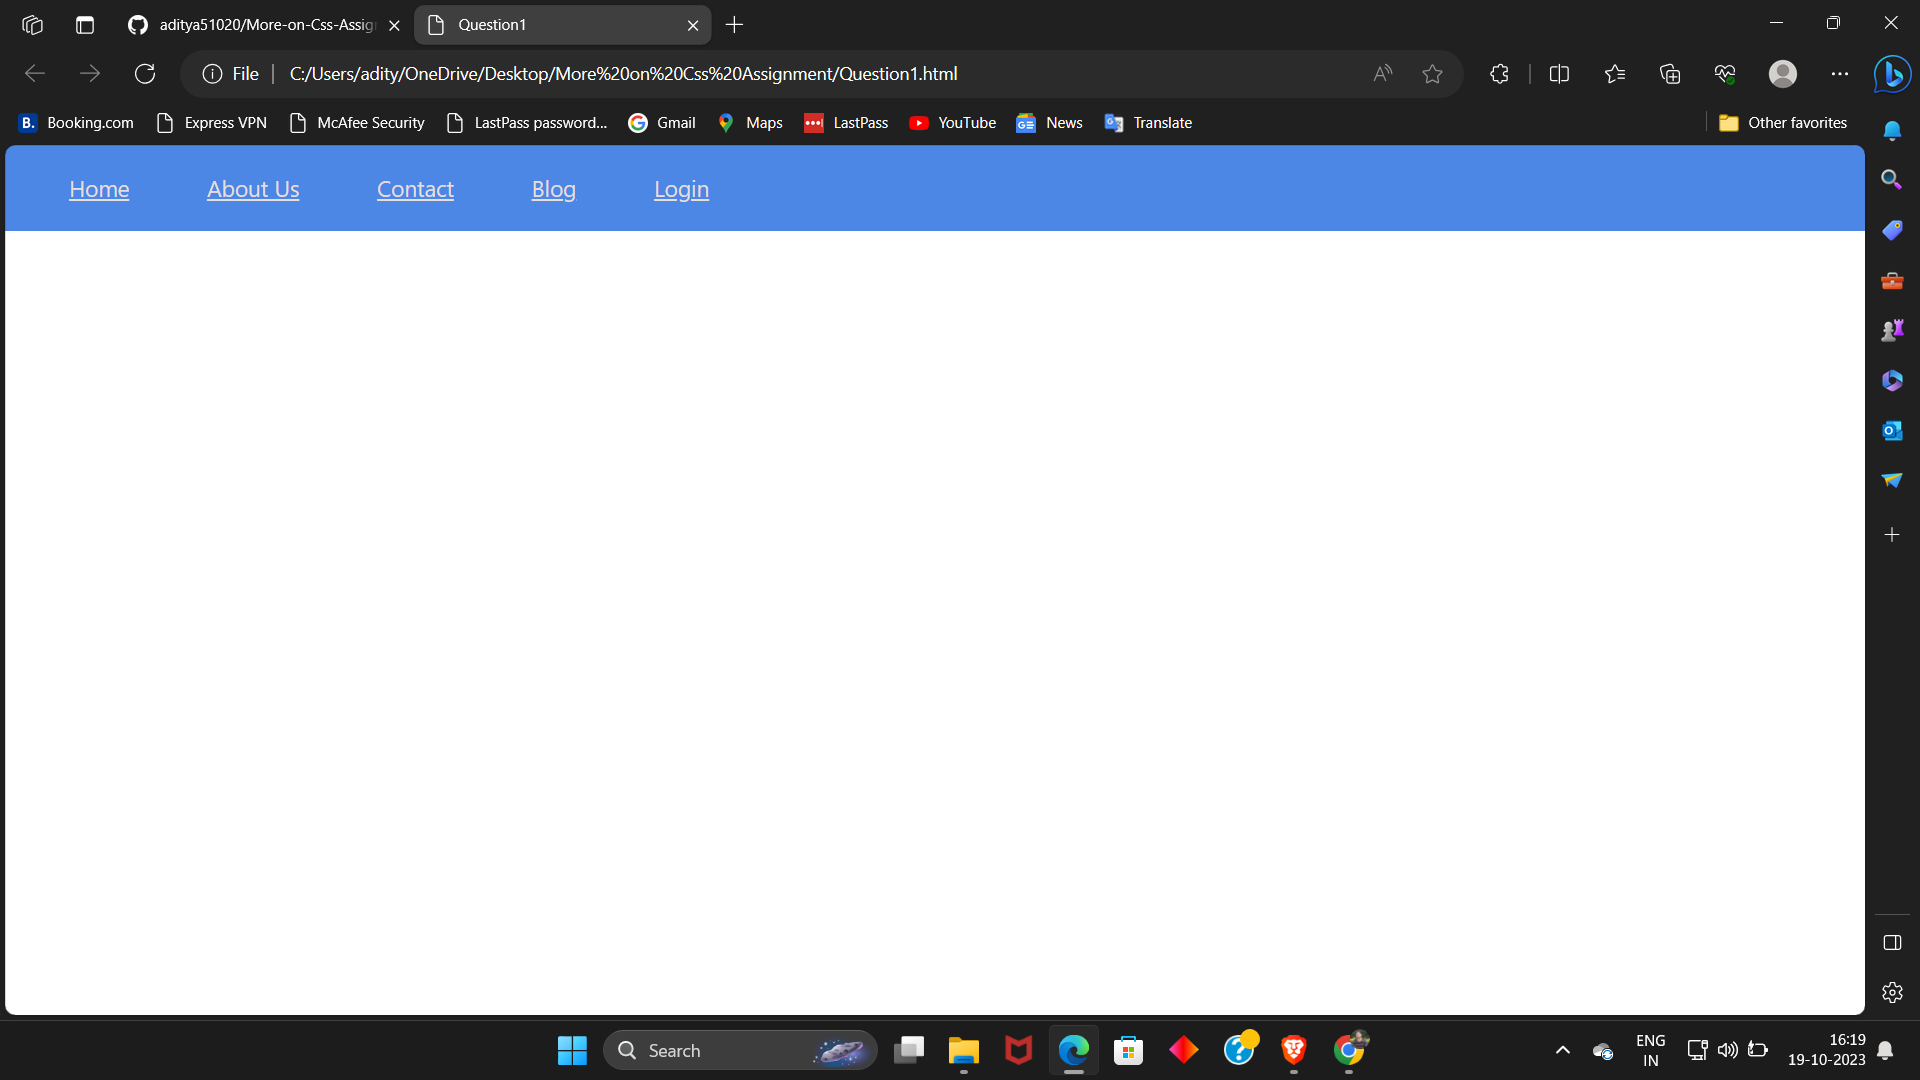 aditya51020/More-on-Css-Assig
Question1
File
C:/Users/adity/OneDrive/Desktop/More%20on%20Css%20Assignment/Question1.html
Booking.com
Express VPN
McAfee Security
LastPass password...
Gmail
Maps
LastPass
YouTube
News
Translate
Other favorites
Home
About Us
Contact
Blog
Login
Search
ENG
IN
16:19
19-10-2023